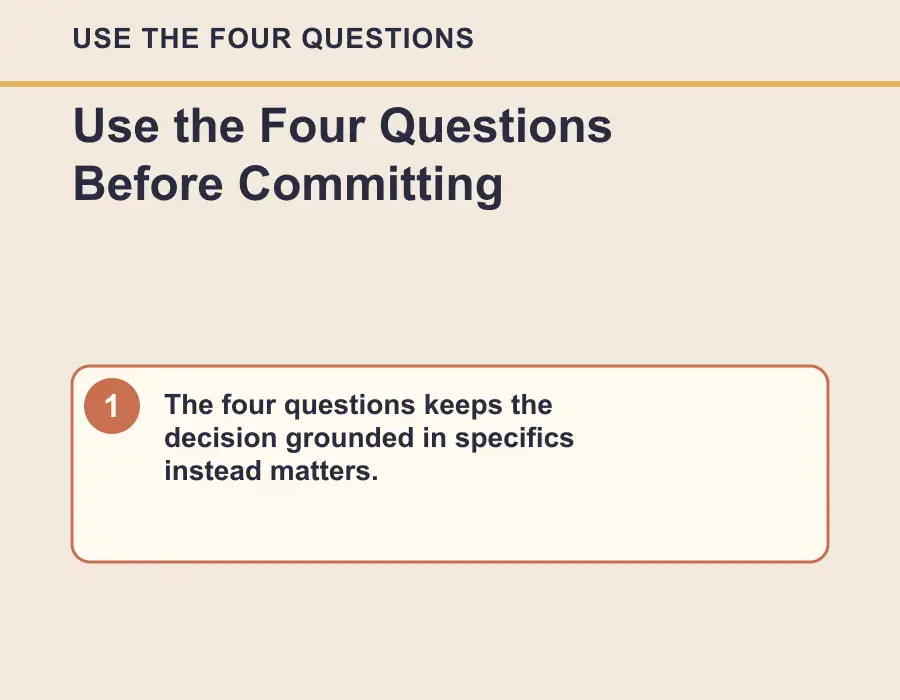 USE THE FOUR QUESTIONS
Use the Four Questions
Before Committing
1
The four questions keeps the
decision grounded in specifics
instead matters.